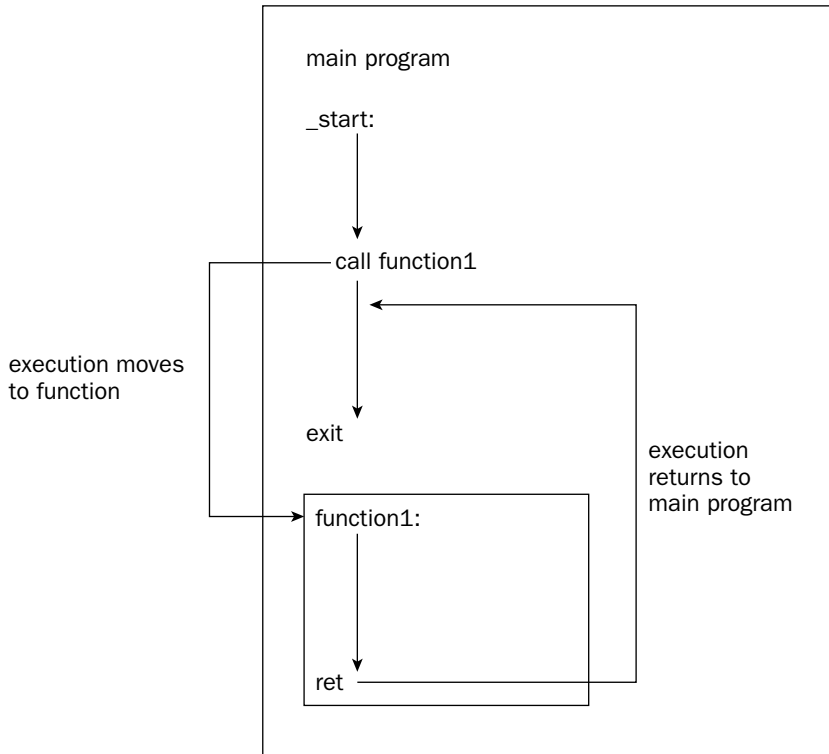 main program
_start:
call function1
execution moves
to function
exit
execution
returns to
main program
function1:
ret